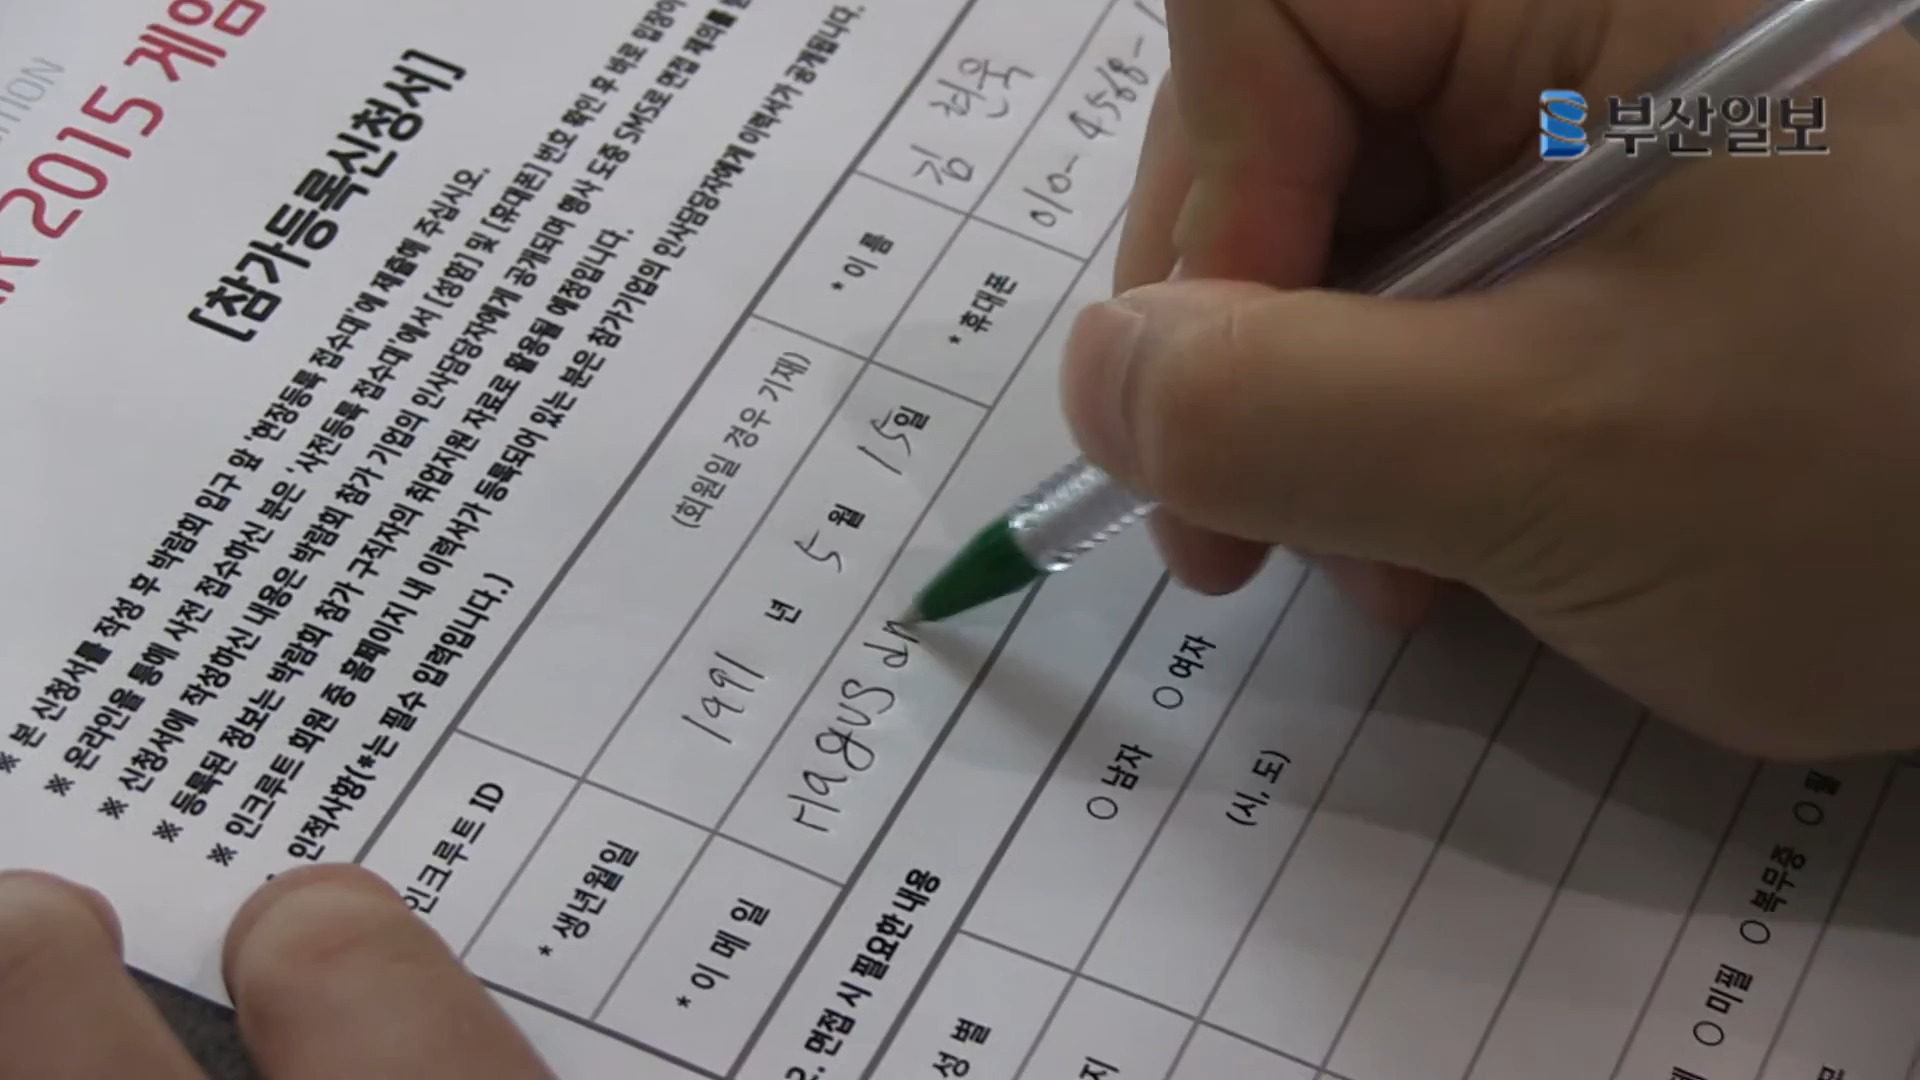 부산일보
ITION
2015 게임
[참가등록신청서]
※ 본 신청서를 작성 후 박람회 입구 앞 '현장등록 접수대'에 제출해 주십시오.
※ 온라인을 통해 사전 접수하신 분은 '사전등록 접수대'에서 [성함] 및 [휴대폰] 번호 확인 후 바로 입장이
※ 신청서에 작성하신 내용은 박람회 참가 기업의 인사담당자에게 공개되며 행사 도중 SMS로 면접 제의를
※ 등록된 정보는 박람회 참가 구직자의 취업지원 자료로 활용될 예정입니다.
※ 인크루트 회원 중 홈페이지 내 이력서가 등록되어 있는 분은 참가기업의 인사담당자에게 이력서가 공개됩니다.
인적사항(*는 필수 입력입니다.)
인크루트 ID (회원일 경우 기재) * 이 름 김 현욱
* 생년월일 1991 년 5 월 15일 * 휴대폰 010- 4568-
* 이 메 일 magusdn
2. 면접 시 필요한 내용
성 별 ○ 남자 ○ 여자
지 (시, 도)
○ 미필 ○ 복무중 ○ 필